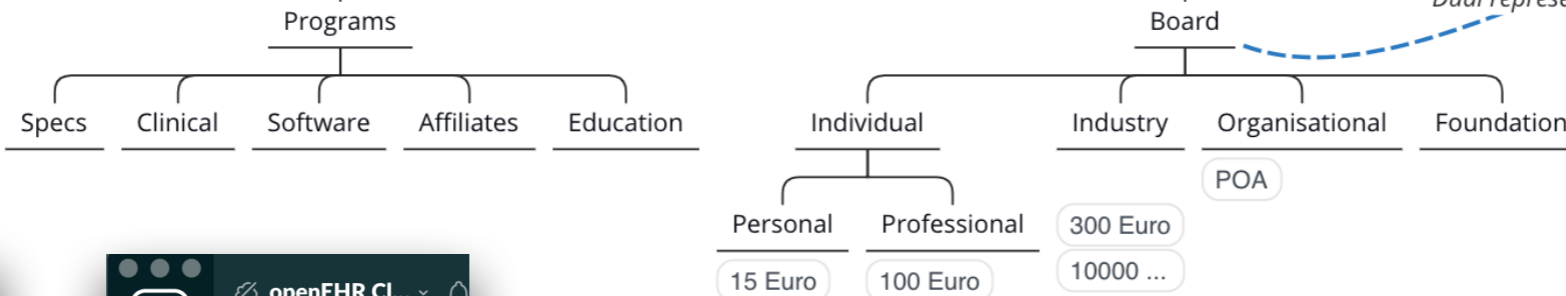 Programs
Board
Specs Clinical Software Affiliates Education
Individual Industry Organisational Foundation
POA
Personal Professional
300 Euro
10000 ...
15 Euro 100 Euro
openEHR Cl...